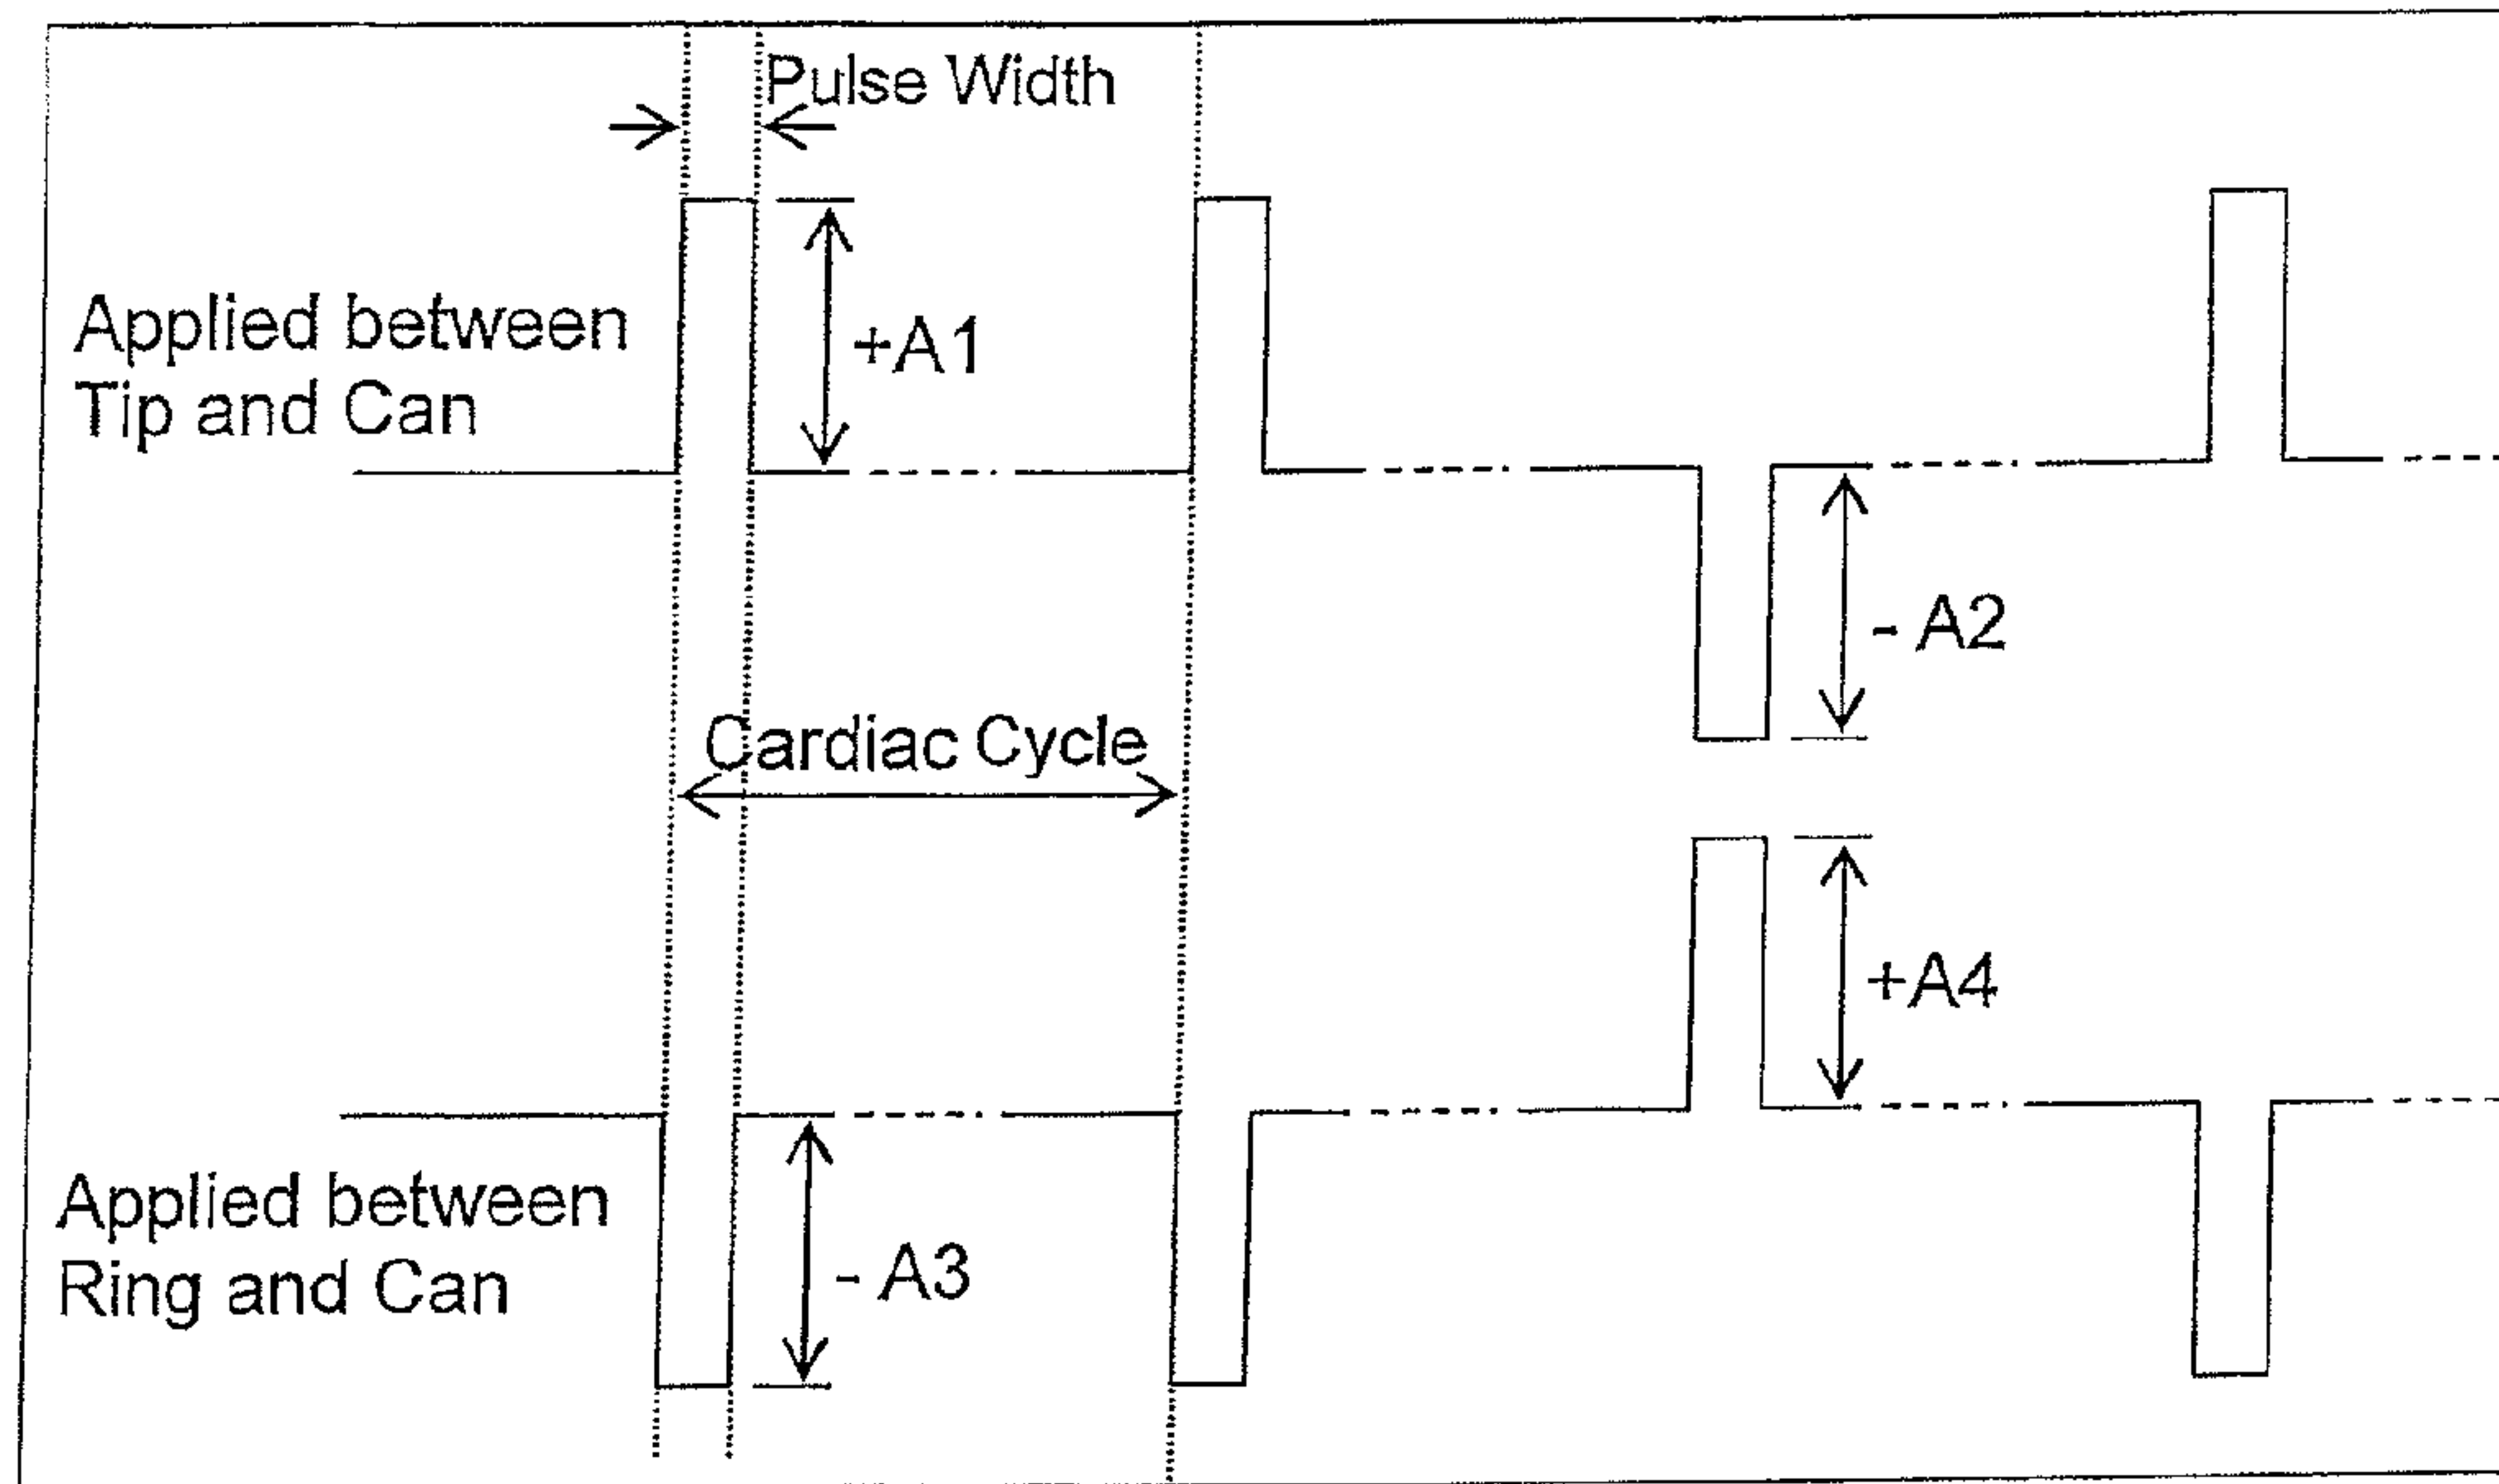 Pulse Width
Applied between
Tip and Can
+A1
- A2
Cardiac Cycle
+A4
Applied between
Ring and Can
- A3